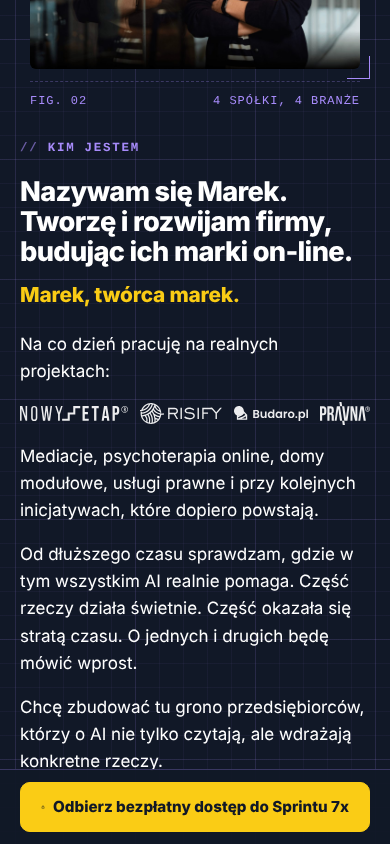 FIG. 02
4 SPÓŁKI, 4 BRANŻE
// KIM JESTEM
Nazywam się Marek.
Tworzę i rozwijam firmy,
budując ich marki on-line.
Marek, twórca marek.
Na co dzień pracuję na realnych
projektach:
NOWY ETAP® RISIFY Budaro.pl PRAVNA®
Mediacje, psychoterapia online, domy
modułowe, usługi prawne i przy kolejnych
inicjatywach, które dopiero powstają.
Od dłuższego czasu sprawdzam, gdzie w
tym wszystkim AI realnie pomaga. Część
rzeczy działa świetnie. Część okazała się
stratą czasu. O jednych i drugich będę
mówić wprost.
Chcę zbudować tu grono przedsiębiorców,
którzy o AI nie tylko czytają, ale wdrażają
konkretne rzeczy.
Odbierz bezpłatny dostęp do Sprintu 7x